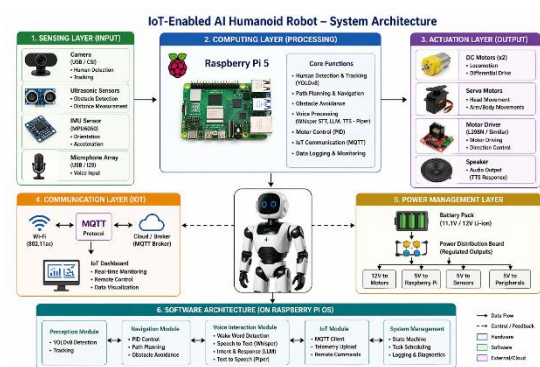 IoT-Enabled AI Humanoid Robot – System Architecture
1. SENSING LAYER (INPUT)
Camera
(USB / CSI)
• Human Detection
• Tracking
Ultrasonic Sensors
• Obstacle Detection
• Distance Measurement
IMU Sensor
(MPU6050)
• Orientation
• Acceleration
Microphone Array
(USB / I2S)
• Voice Input
2. COMPUTING LAYER (PROCESSING)
Raspberry Pi 5
Core Functions
• Human Detection & Tracking
(YOLOv8)
• Path Planning & Navigation
• Obstacle Avoidance
• Voice Processing
(Whisper STT, LLM, TTS - Piper)
• Motor Control (PID)
• IoT Communication (MQTT)
• Data Logging & Monitoring
3. ACTUATION LAYER (OUTPUT)
DC Motors (x2)
• Locomotion
• Differential Drive
Servo Motors
• Head Movement
• Arm/Body Movements
Motor Driver
(L298N / Similar)
• Motor Driving
• Direction Control
Speaker
• Audio Output
(TTS Response)
4. COMMUNICATION LAYER (IOT)
Wi-Fi
(802.11ac)
MQTT
Protocol
Cloud / Broker
(MQTT Broker)
IoT Dashboard
• Real-time Monitoring
• Remote Control
• Data Visualization
5. POWER MANAGEMENT LAYER
Battery Pack
(11.1V / 12V Li-ion)
Power Distribution Board
(Regulated Outputs)
12V to
Motors
5V to
Raspberry Pi
5V to
Sensors
5V to
Peripherals
6. SOFTWARE ARCHITECTURE (ON RASPBERRY PI OS)
Perception Module
• YOLOv8 Detection
• Tracking
Navigation Module
• PID Control
• Path Planning
• Obstacle Avoidance
Voice Interaction Module
• Wake Word Detection
• Speech to Text (Whisper)
• Intent & Response (LLM)
• Text to Speech (Piper)
IoT Module
• MQTT Client
• Telemetry Upload
• Remote Commands
System Management
• State Machine
• Task Scheduling
• Logging & Diagnostics
Data Flow
Control / Feedback
Hardware
Software
External/Cloud